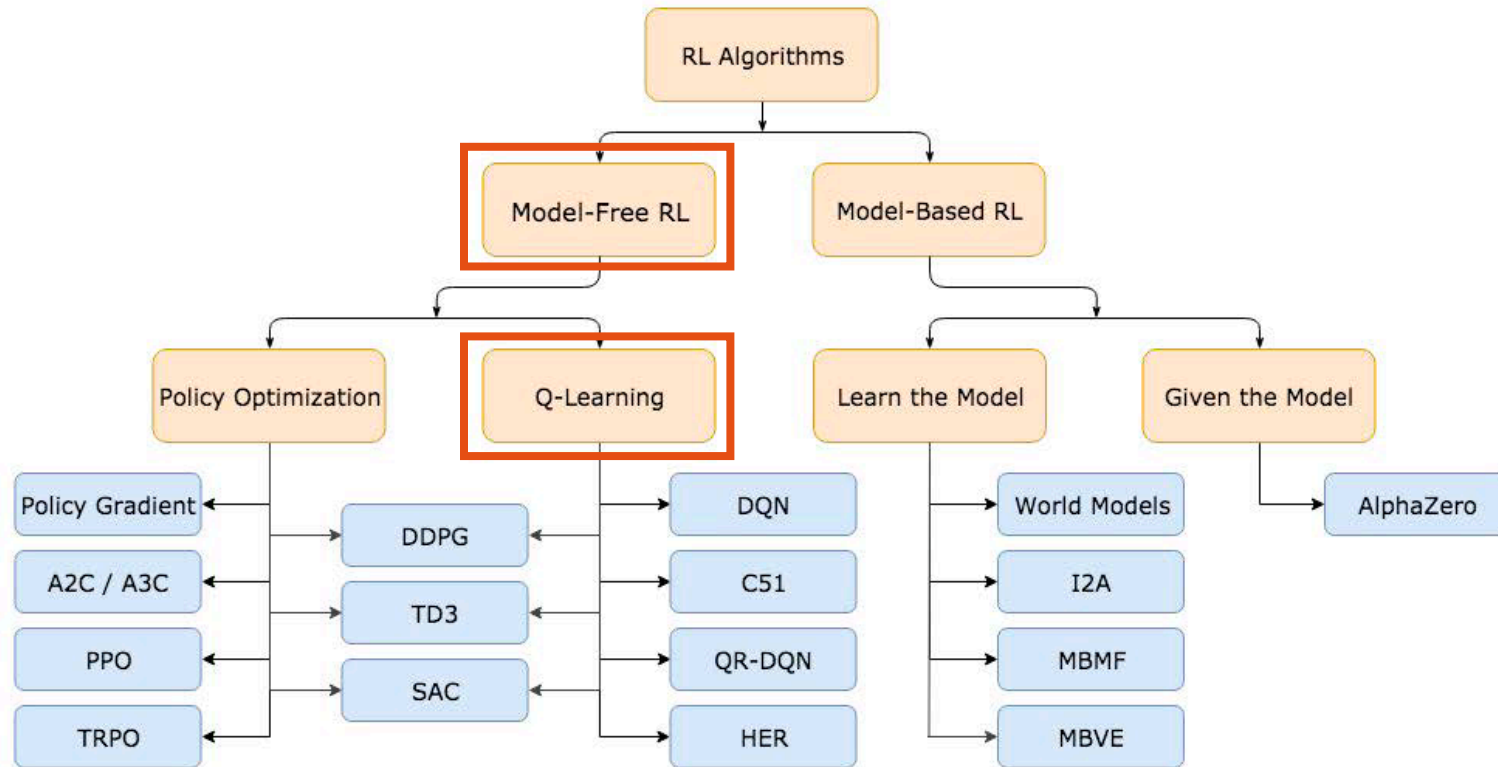 RL Algorithms
Model-Free RL
Model-Based RL
Policy Optimization
Q-Learning
Learn the Model
Given the Model
Policy Gradient
DQN
World Models
AlphaZero
DDPG
A2C / A3C
C51
I2A
TD3
PPO
QR-DQN
MBMF
SAC
TRPO
HER
MBVE